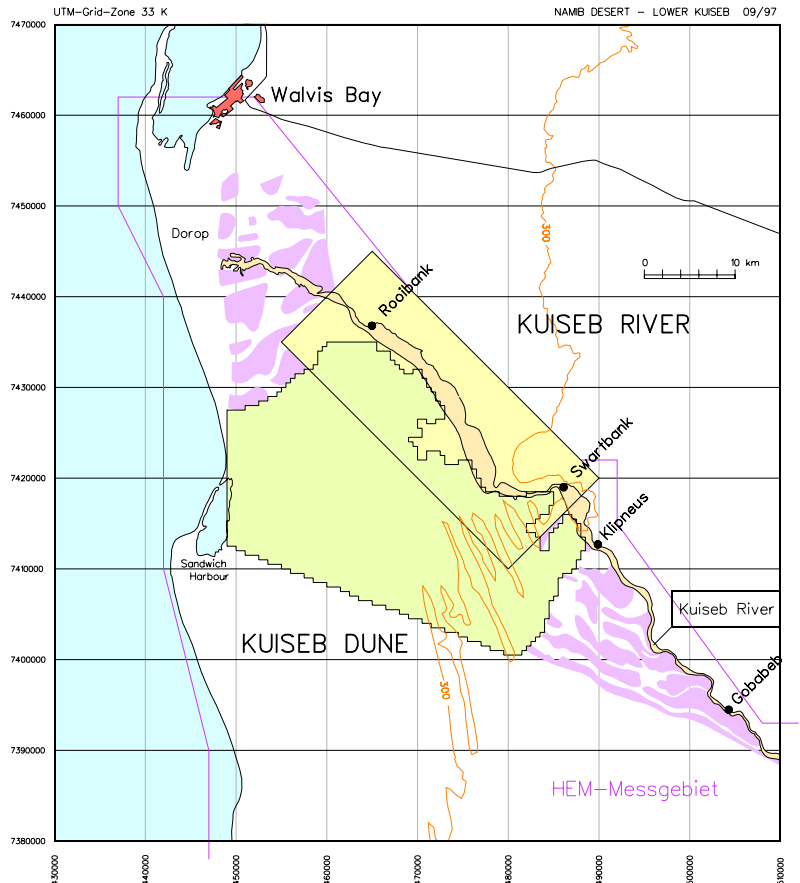 UTM-Grid-Zone 33 K
NAMIB DESERT - LOWER KUISEB 09/97
7470000
7460000
7450000
7440000
7430000
7420000
7410000
7400000
7390000
7380000
Walvis Bay
Dorop
300
0 10 km
Rooibank
KUISEB RIVER
Swartbank
Klipneus
Sandwich
Harbour
Kuiseb River
KUISEB DUNE
300
Gobabeb
HEM-Messgebiet
430000
440000
450000
460000
470000
480000
490000
500000
510000